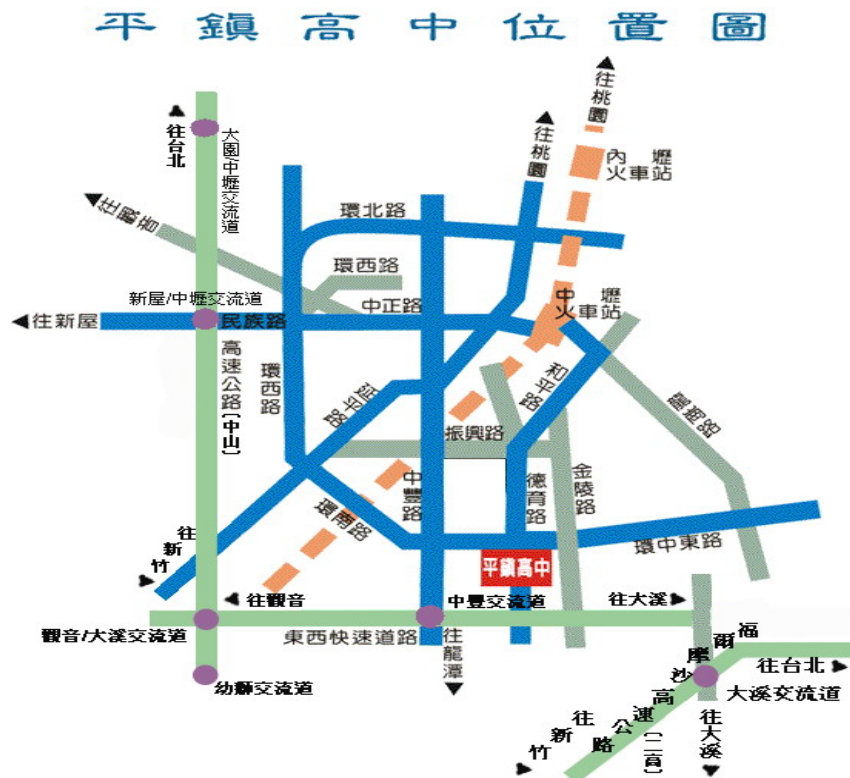 平鎮高中位置圖
往桃園
往桃園
往台北
大園/中壢交流道
內壢
火車站
環北路
往觀音
環西路
新屋/中壢交流道
中正路
中壢
火車站
往新屋
民族路
高速公路(中山)
環西路
延平路
和平路
振興路
中豐路
德育路
金陵路
環南路
環中東路
往新竹
平鎮高中
往觀音
中豐交流道
往大溪
觀音/大溪交流道
東西快速道路
往龍潭
幼獅交流道
福爾摩沙高速公路(二高)
往台北
大溪交流道
往新竹
往大溪